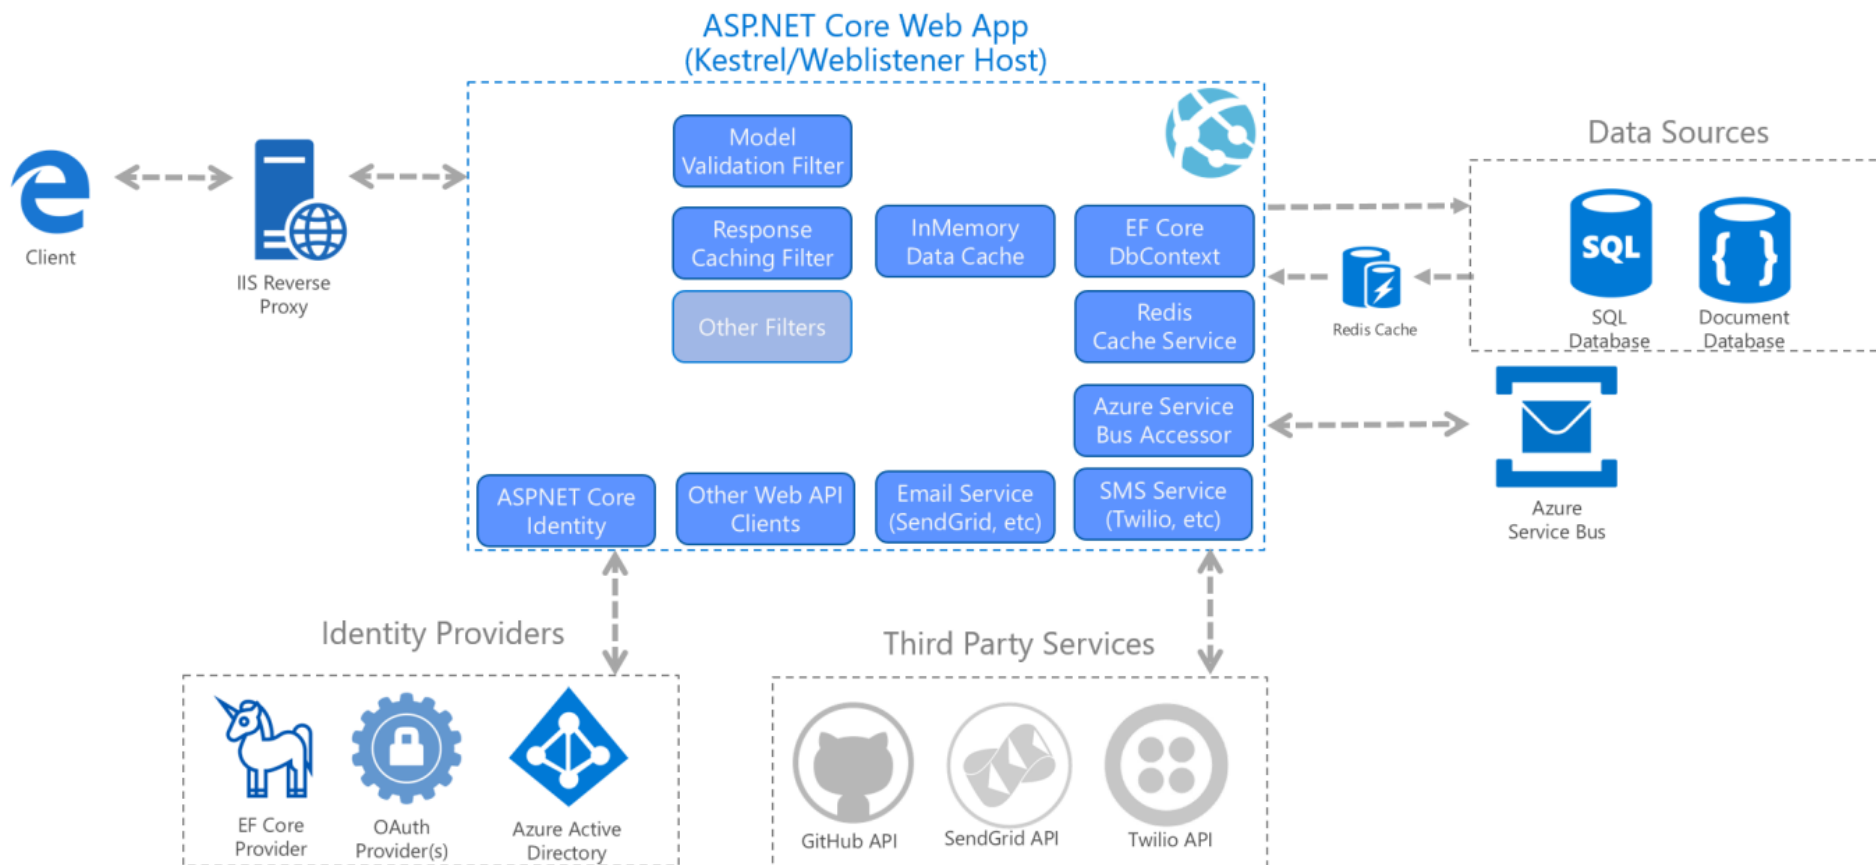 ASP.NET Core Web App
(Kestrel/Weblistener Host)
Client
IIS Reverse
Proxy
Model
Validation Filter
Response
Caching Filter
Other Filters
InMemory
Data Cache
EF Core
DbContext
Redis
Cache Service
Azure Service
Bus Accessor
ASPNET Core
Identity
Other Web API
Clients
Email Service
(SendGrid, etc)
SMS Service
(Twilio, etc)
Data Sources
SQL
SQL
Database
{ }
Document
Database
Redis Cache
Azure
Service Bus
Identity Providers
EF Core
Provider
OAuth
Provider(s)
Azure Active
Directory
Third Party Services
GitHub API
SendGrid API
Twilio API